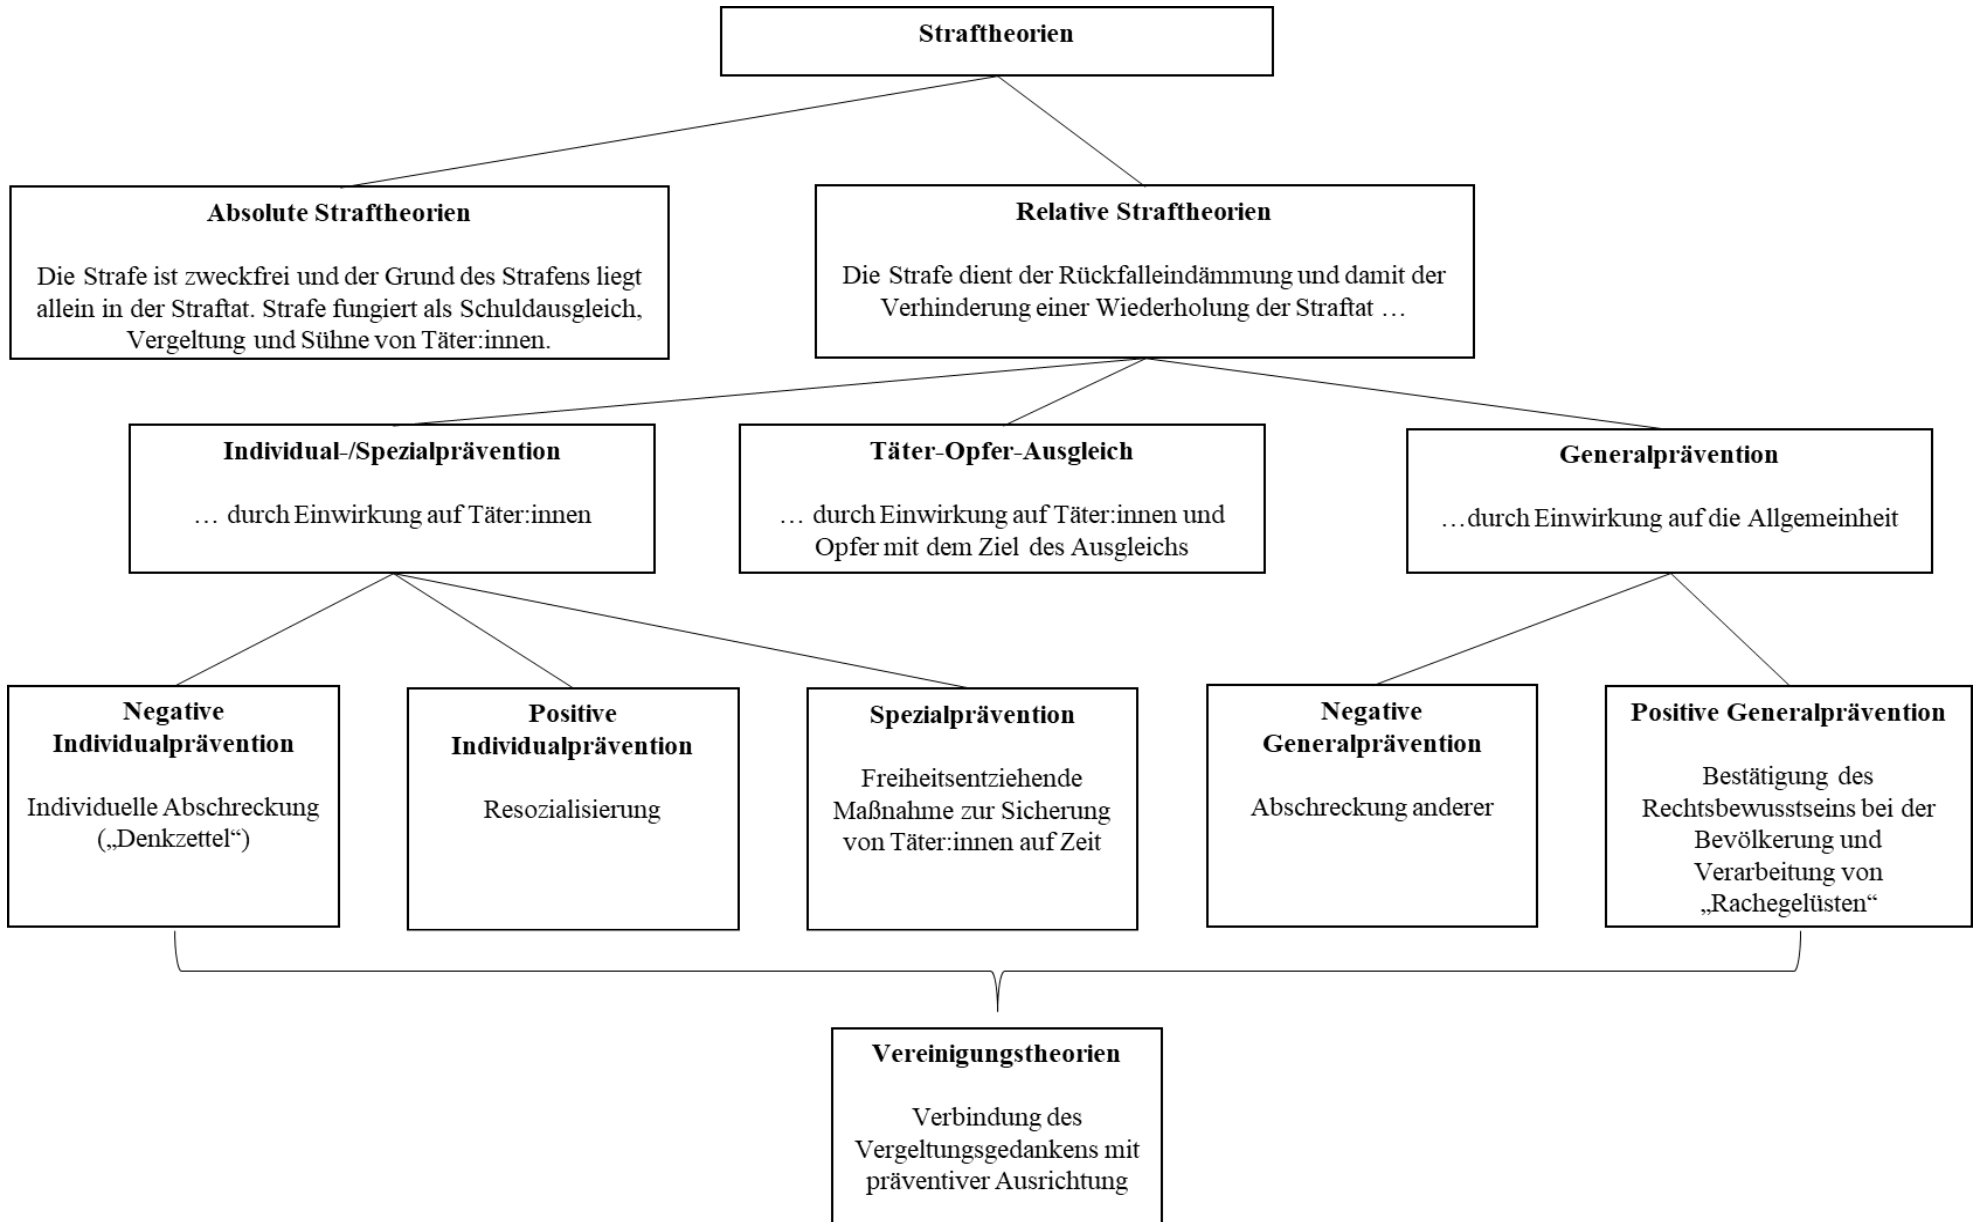 Straftheorien
Absolute Straftheorien
Die Strafe ist zweckfrei und der Grund des Strafens liegt
allein in der Straftat. Strafe fungiert als Schuldausgleich,
Vergeltung und Sühne von Täter:innen.
Relative Straftheorien
Die Strafe dient der Rückfalleindämmung und damit der
Verhinderung einer Wiederholung der Straftat …
Individual-/Spezialprävention
… durch Einwirkung auf Täter:innen
Täter-Opfer-Ausgleich
… durch Einwirkung auf Täter:innen und
Opfer mit dem Ziel des Ausgleichs
Generalprävention
…durch Einwirkung auf die Allgemeinheit
Negative
Individualprävention
Individuelle Abschreckung
(„Denkzettel“)
Positive
Individualprävention
Resozialisierung
Spezialprävention
Freiheitsentziehende
Maßnahme zur Sicherung
von Täter:innen auf Zeit
Negative
Generalprävention
Abschreckung anderer
Positive Generalprävention
Bestätigung des
Rechtsbewusstseins bei der
Bevölkerung und
Verarbeitung von
„Rachegelüsten“
Vereinigungstheorien
Verbindung des
Vergeltungsgedankens mit
präventiver Ausrichtung